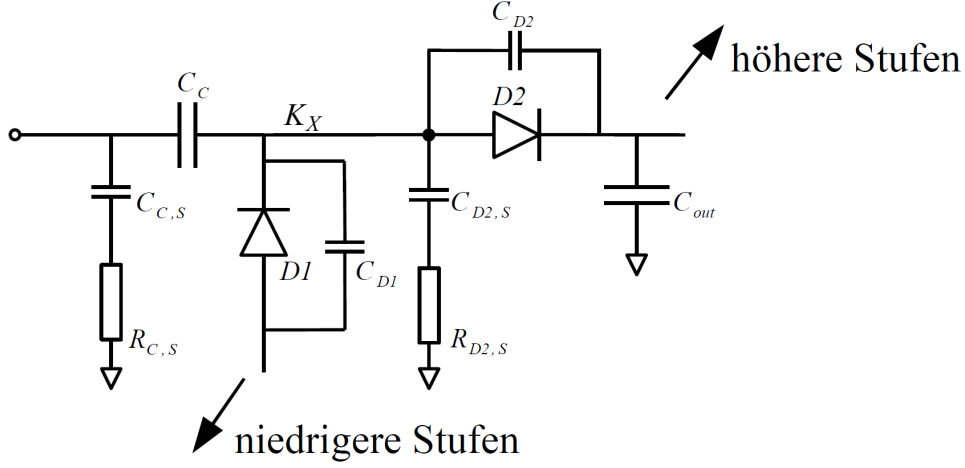 C_D2
höhere Stufen
C_C
D2
K_X
C_C,S
C_D2,S
C_out
D1
C_D1
R_C,S
R_D2,S
niedrigere Stufen